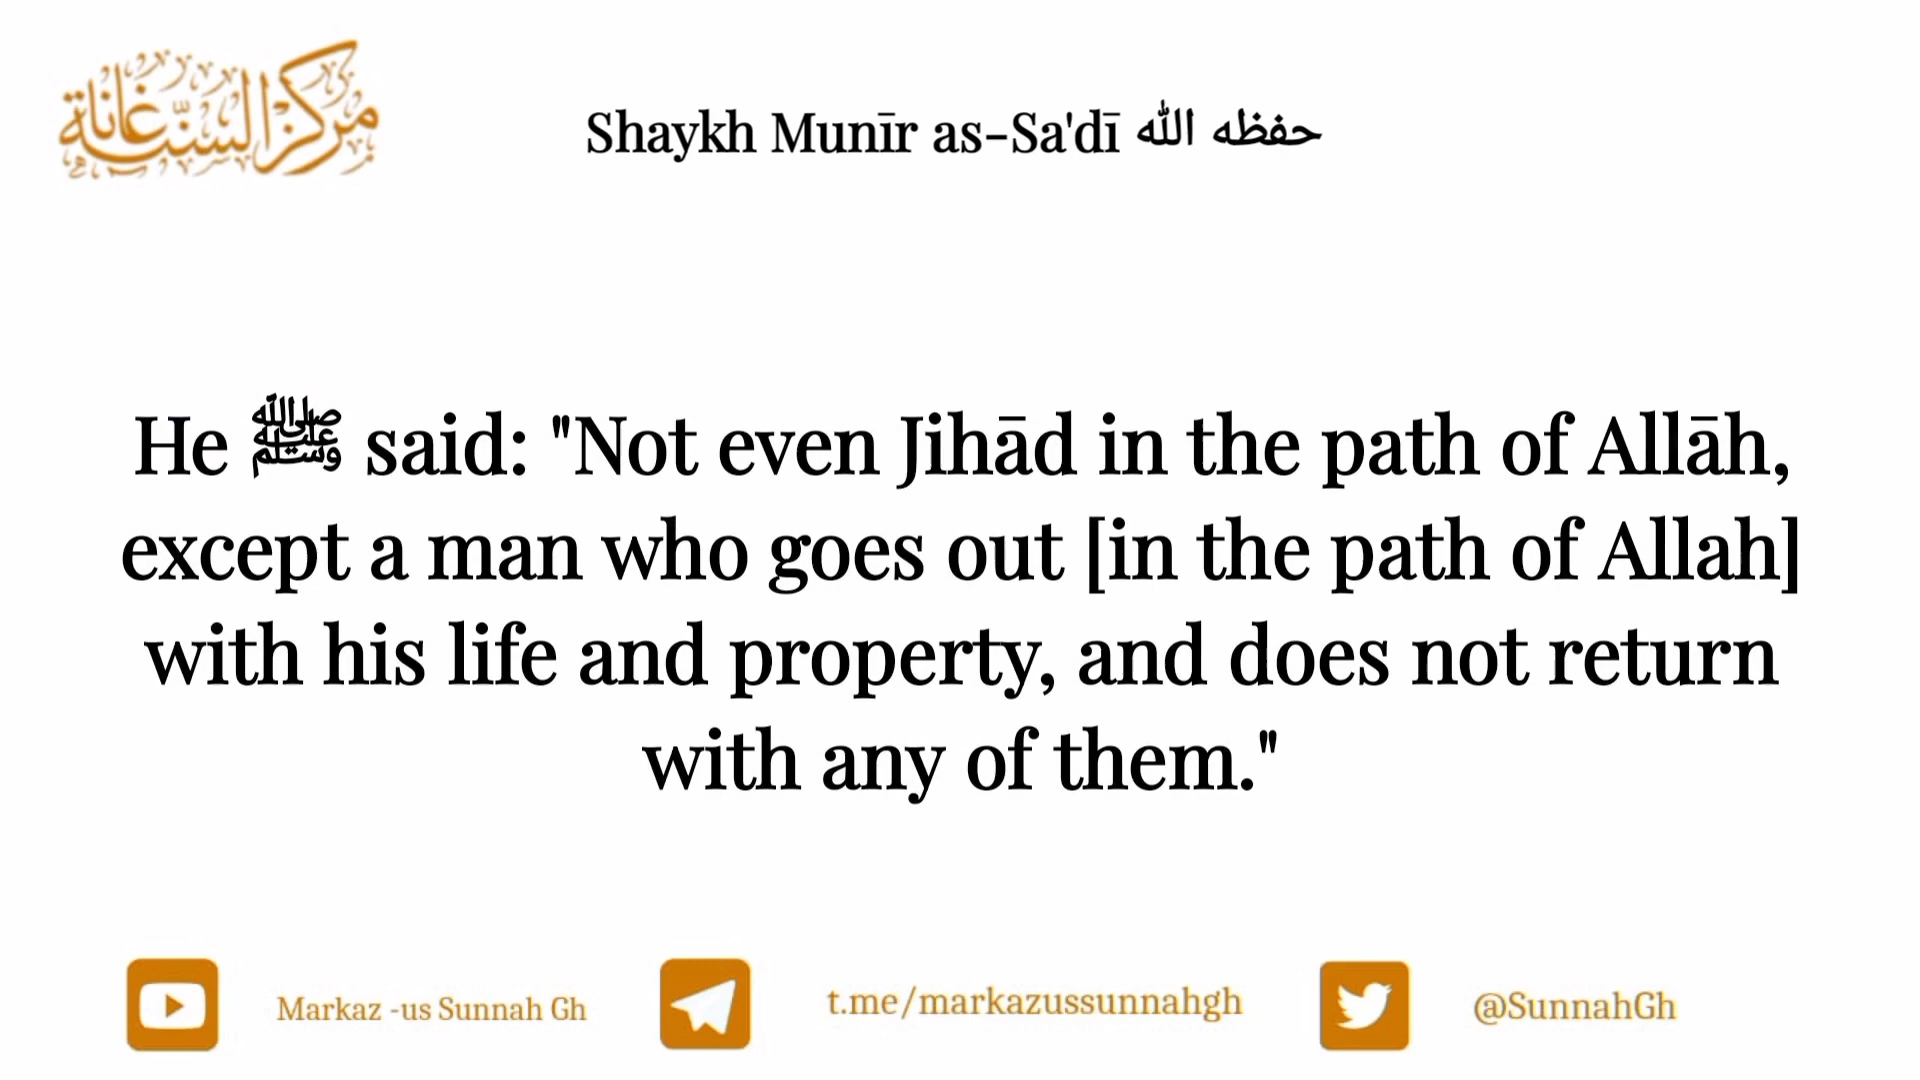 مركز السنة غانة
Shaykh Munīr as-Sa'dī حفظه الله
He ﷺ said: "Not even Jihād in the path of Allāh,
except a man who goes out [in the path of Allah]
with his life and property, and does not return
with any of them."
Markaz -us Sunnah Gh
t.me/markazussunnahgh
@SunnahGh